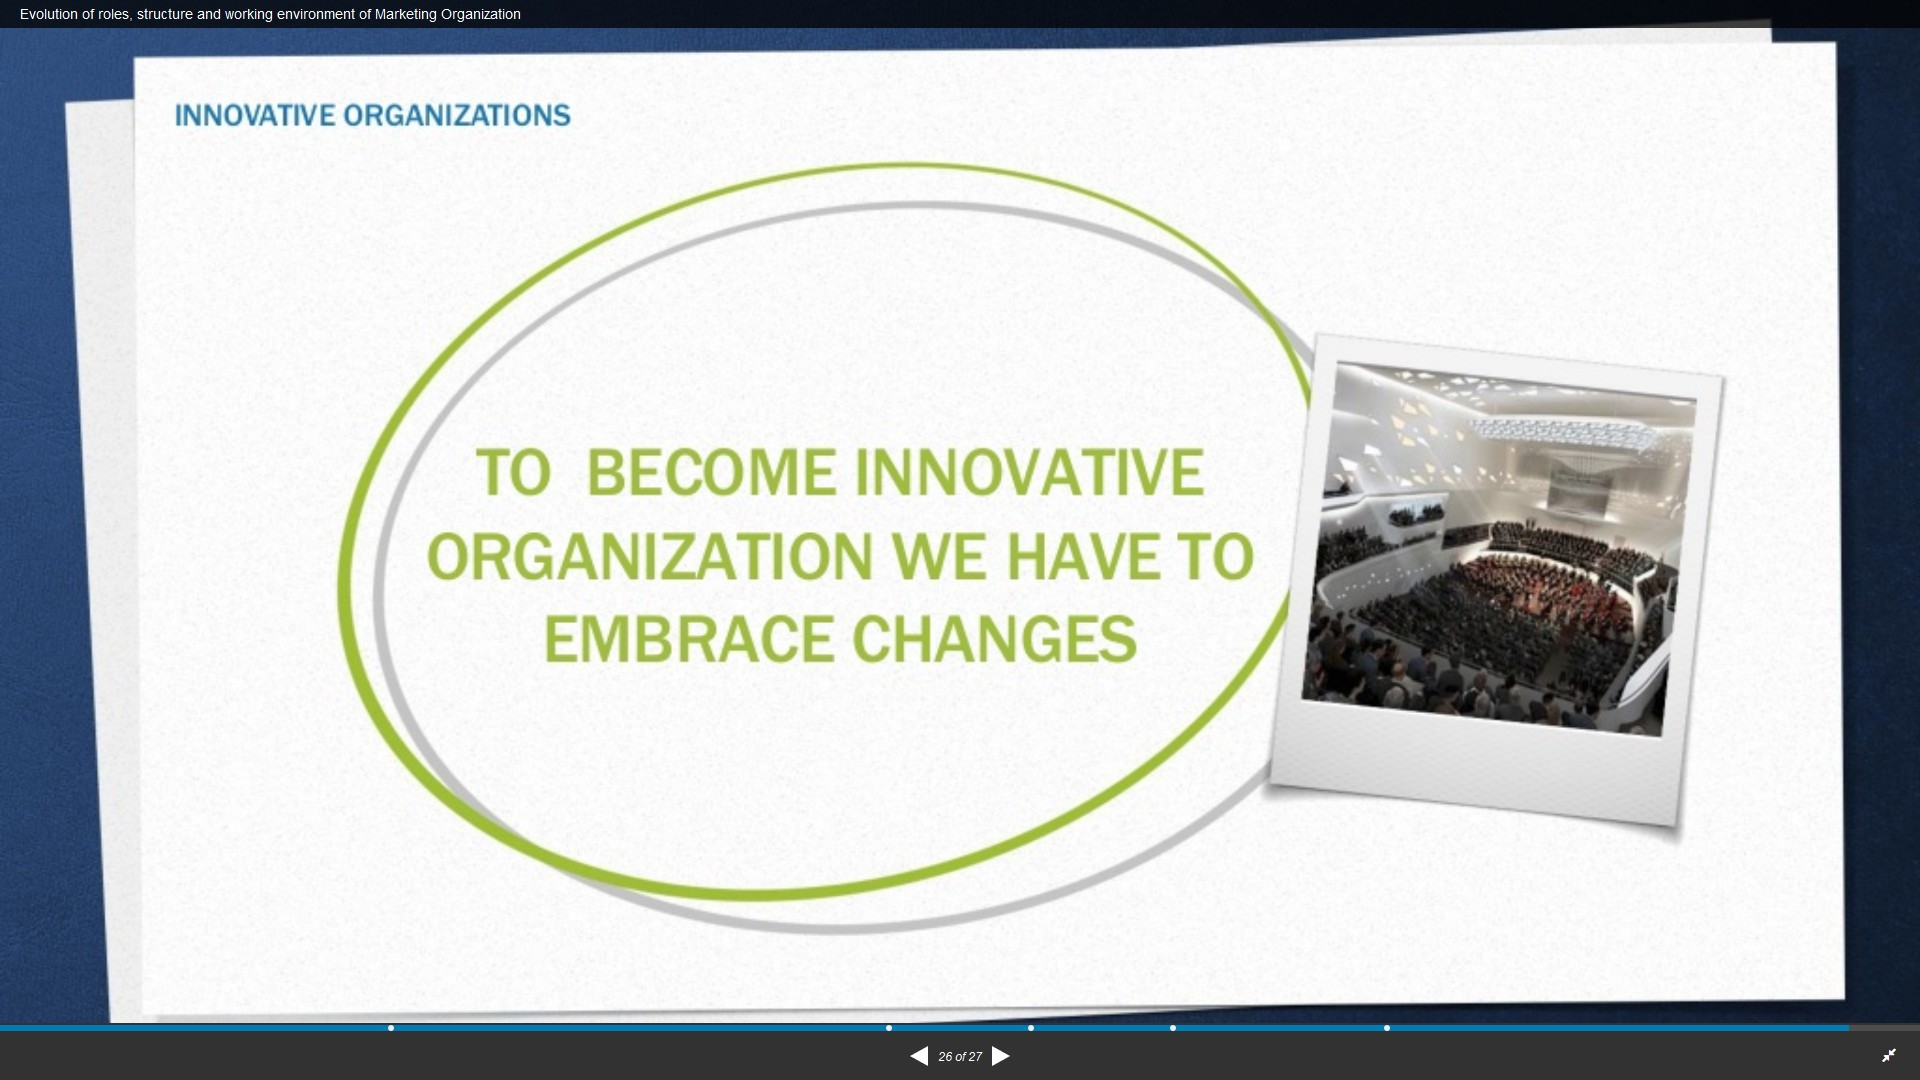 Evolution of roles, structure and working environment of Marketing Organization
INNOVATIVE ORGANIZATIONS
TO BECOME INNOVATIVE
ORGANIZATION WE HAVE TO
EMBRACE CHANGES
26 of 27